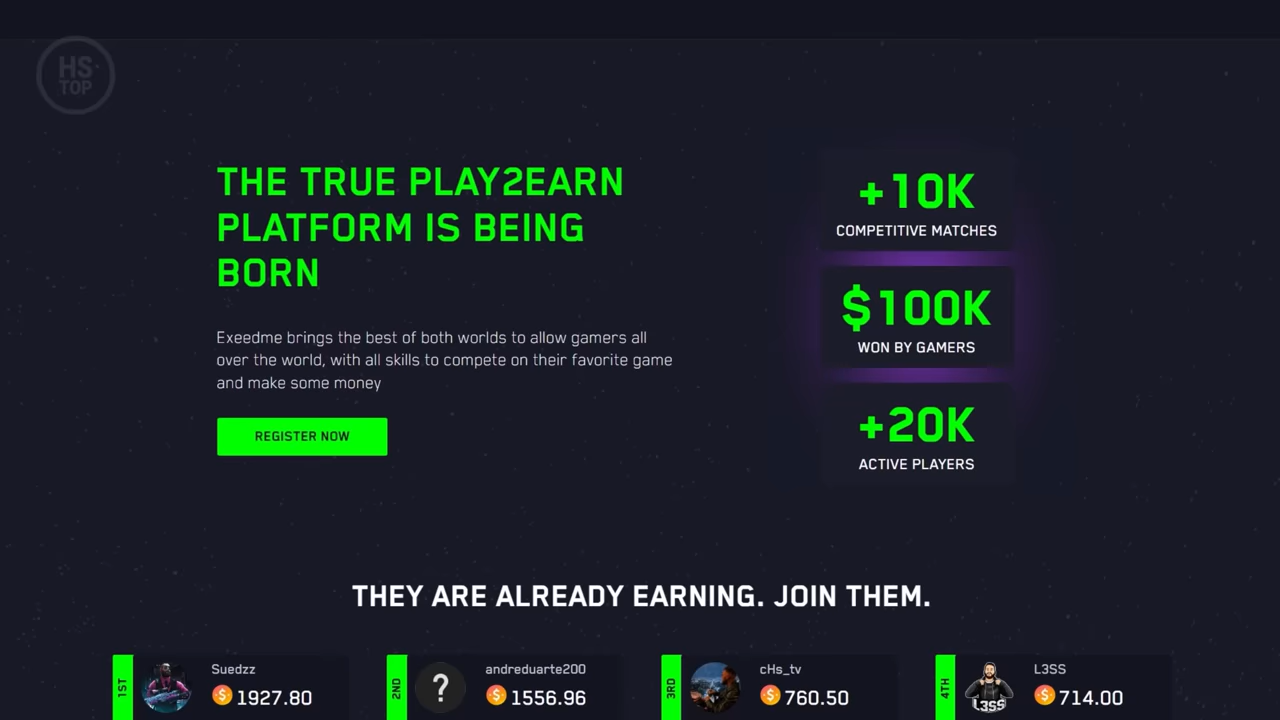 HS
TOP
THE TRUE PLAY2EARN
PLATFORM IS BEING
BORN
Exeedme brings the best of both worlds to allow gamers all
over the world, with all skills to compete on their favorite game
and make some money
REGISTER NOW
+10K
COMPETITIVE MATCHES
$100K
WON BY GAMERS
+20K
ACTIVE PLAYERS
THEY ARE ALREADY EARNING. JOIN THEM.
1ST
Suedzz
$ 1927.80
2ND
?
andreduarte200
$ 1556.96
3RD
cHs_tv
$ 760.50
4TH
L3SS
L3SS
$ 714.00